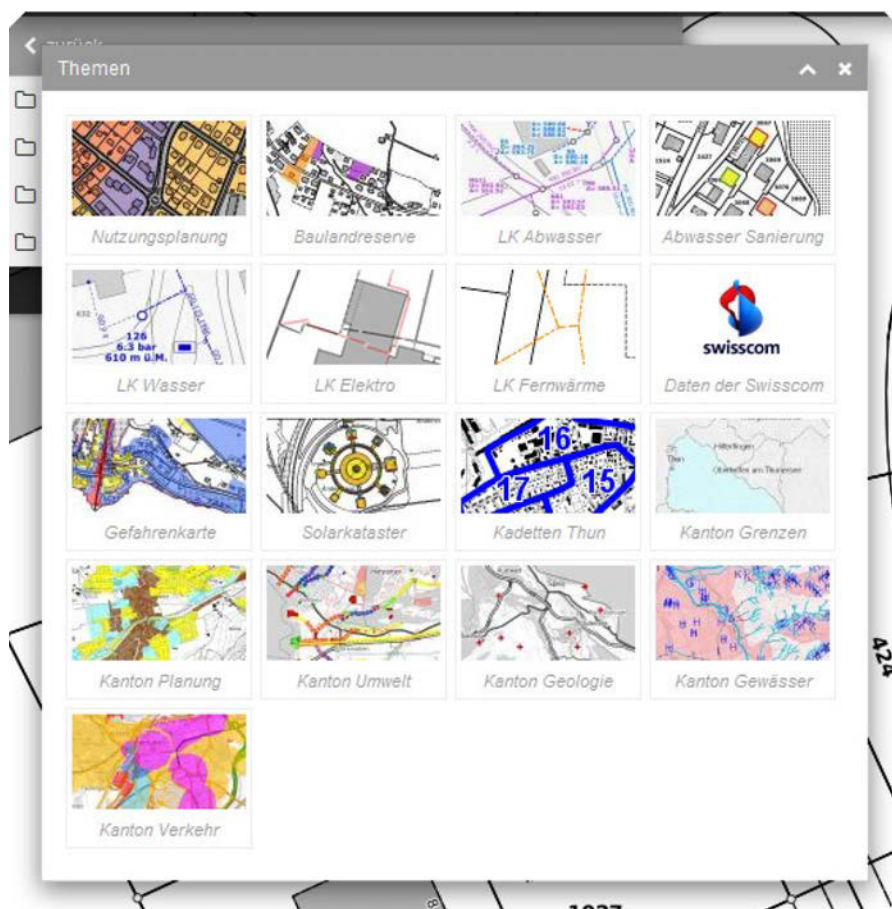 zurück
Themen
Nutzungsplanung
Baulandreserve
LK Abwasser
Abwasser Sanierung
632
126
6.3 bar
610 m ü.M.
swisscom
LK Wasser
LK Elektro
LK Fernwärme
Daten der Swisscom
16
17
15
Gefahrenkarte
Solarkataster
Kadetten Thun
Kanton Grenzen
Kanton Planung
Kanton Umwelt
Kanton Geologie
Kanton Gewässer
424
Kanton Verkehr